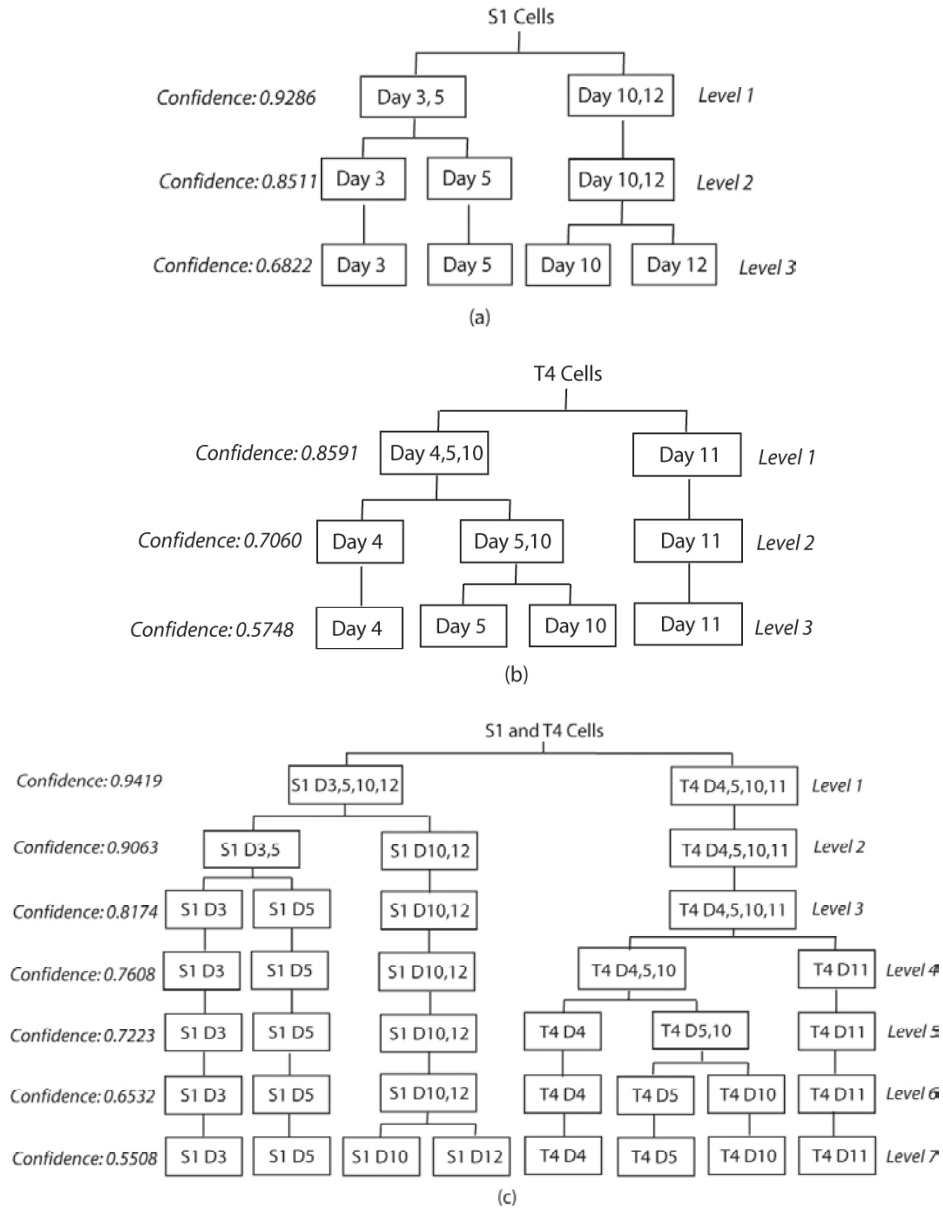 S1 Cells
Confidence: 0.9286 Day 3, 5 Day 10,12 Level 1
Confidence: 0.8511 Day 3 Day 5 Day 10,12 Level 2
Confidence: 0.6822 Day 3 Day 5 Day 10 Day 12 Level 3
(a)
T4 Cells
Confidence: 0.8591 Day 4,5,10 Day 11 Level 1
Confidence: 0.7060 Day 4 Day 5,10 Day 11 Level 2
Confidence: 0.5748 Day 4 Day 5 Day 10 Day 11 Level 3
(b)
S1 and T4 Cells
Confidence: 0.9419 S1 D3,5,10,12 T4 D4,5,10,11 Level 1
Confidence: 0.9063 S1 D3,5 S1 D10,12 T4 D4,5,10,11 Level 2
Confidence: 0.8174 S1 D3 S1 D5 S1 D10,12 T4 D4,5,10,11 Level 3
Confidence: 0.7608 S1 D3 S1 D5 S1 D10,12 T4 D4,5,10 T4 D11 Level 4
Confidence: 0.7223 S1 D3 S1 D5 S1 D10,12 T4 D4 T4 D5,10 T4 D11 Level 5
Confidence: 0.6532 S1 D3 S1 D5 S1 D10,12 T4 D4 T4 D5 T4 D10 T4 D11 Level 6
Confidence: 0.5508 S1 D3 S1 D5 S1 D10 S1 D12 T4 D4 T4 D5 T4 D10 T4 D11 Level 7
(c)